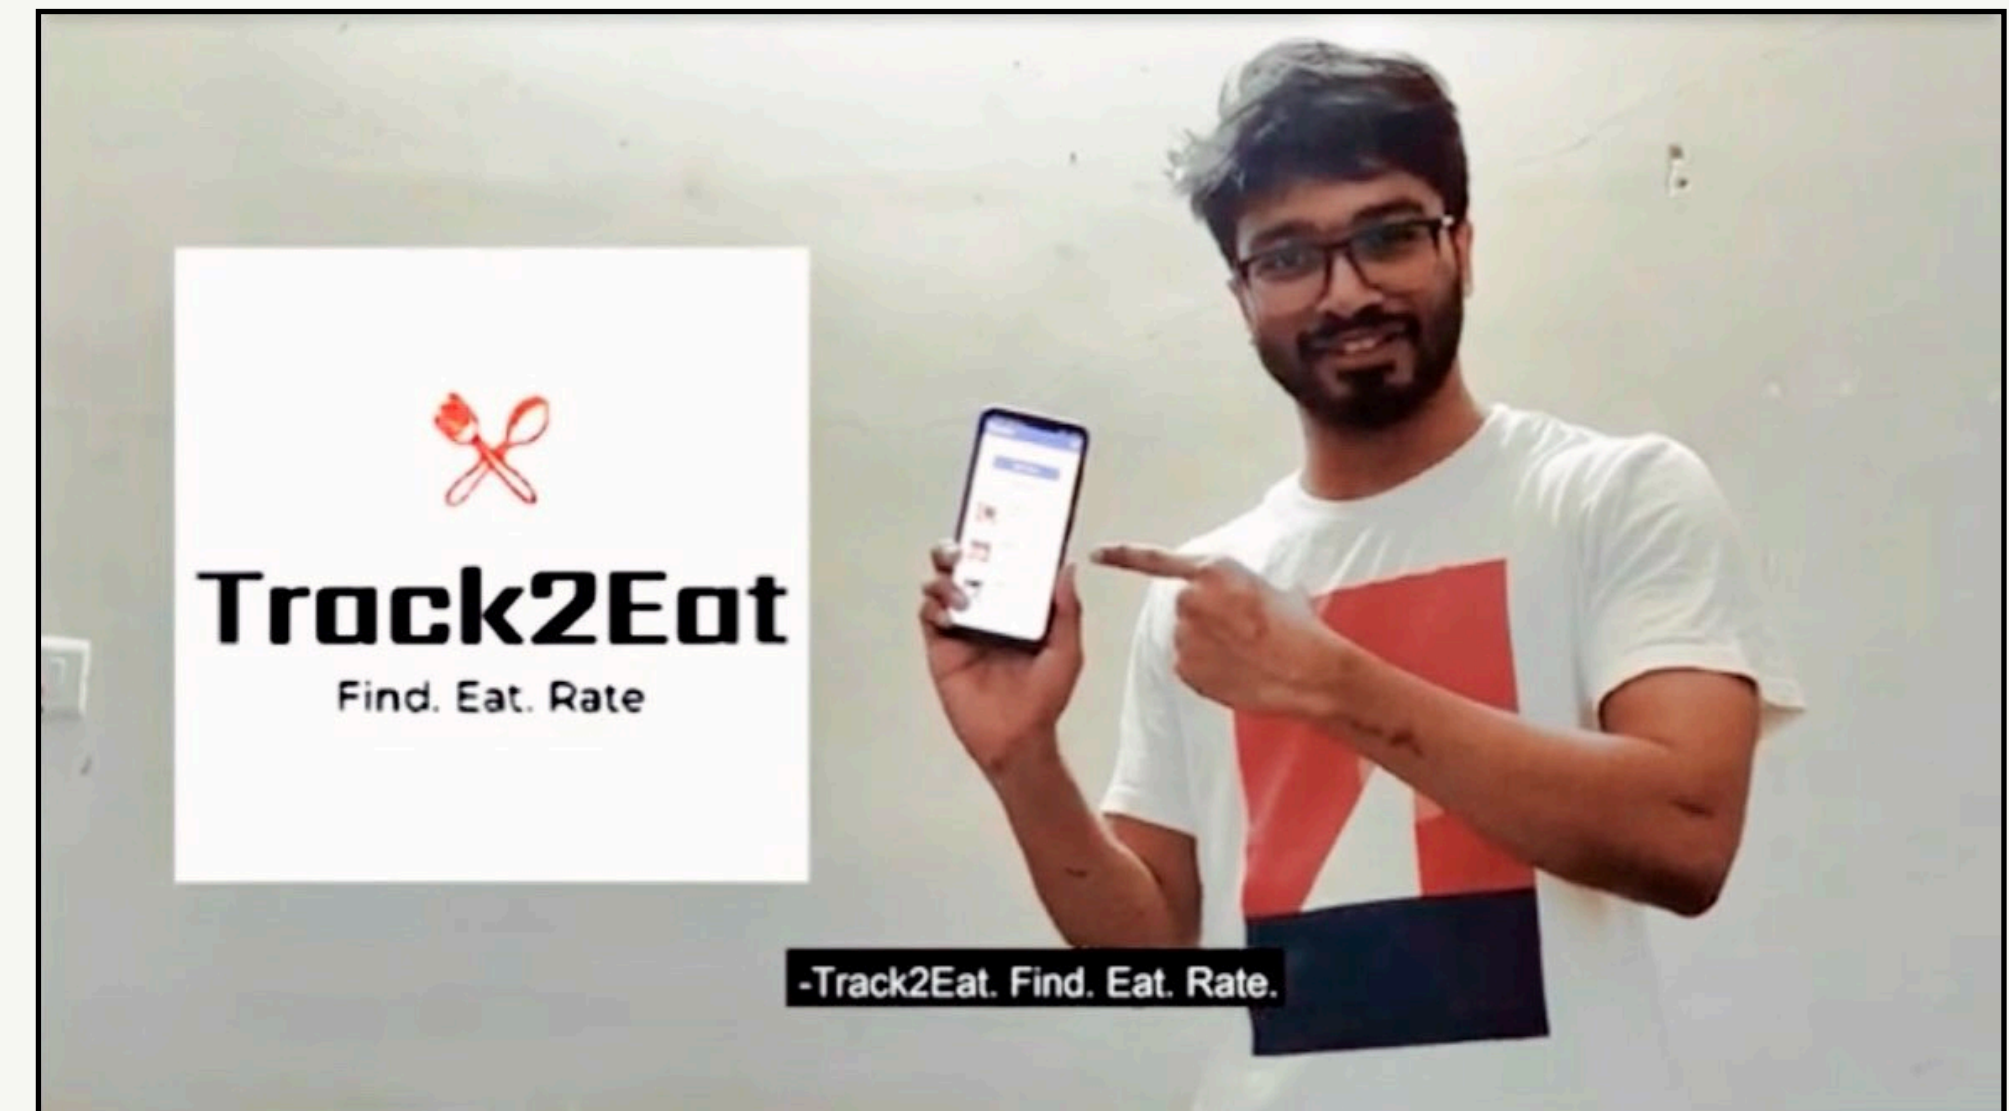 Track2Eat
Find. Eat. Rate
-Track2Eat. Find. Eat. Rate.